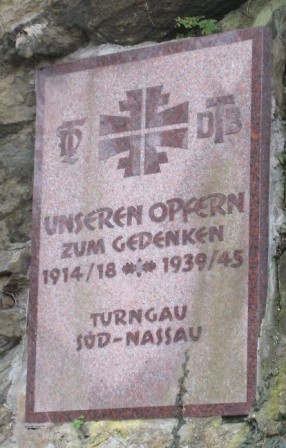 DTB
UNSEREN OPFERN
ZUM GEDENKEN
1914/18 ** 1939/45
TURNGAU
SÜD-NASSAU